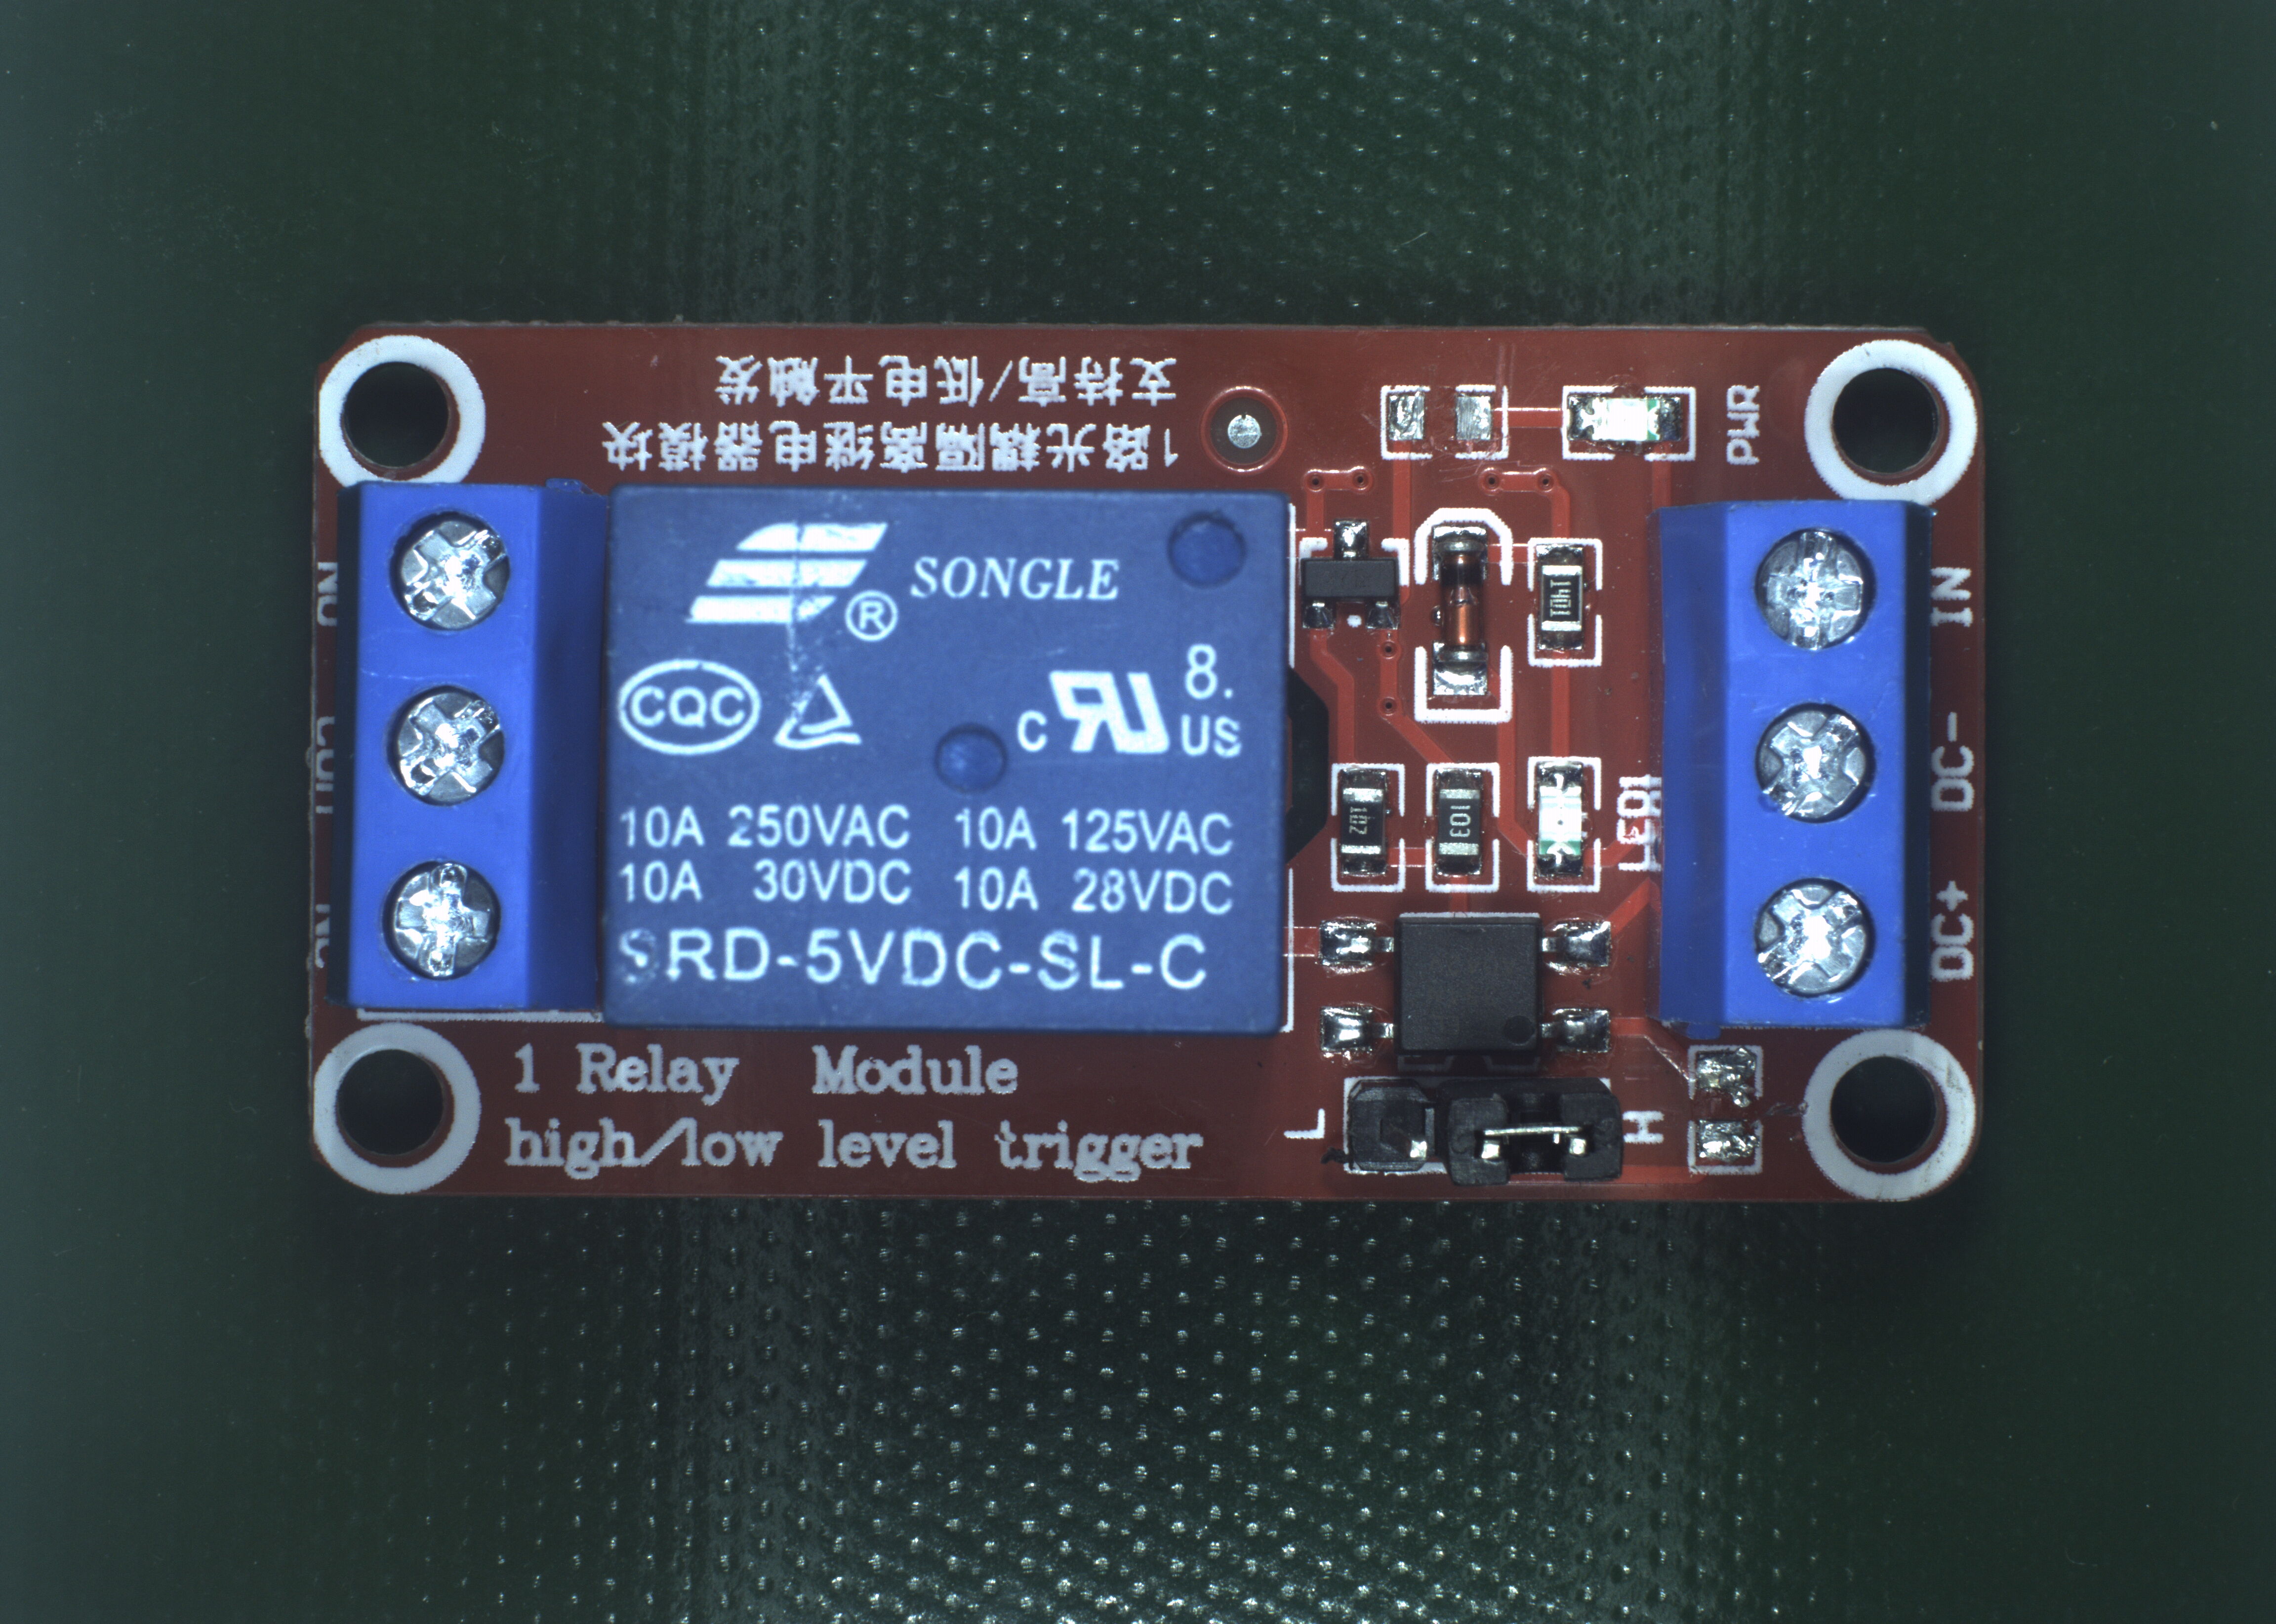 支持高/低电平触发
1路光耦隔离继电器模块
PWR
SONGLE
®
CQC
8.
C US
10A 250VAC 10A 125VAC
10A 30VDC 10A 28VDC
SRD-5VDC-SL-C
1401
102
103
LED1
IN
DC-
DC+
NO
NC
1 Relay Module
high/low level trigger
L
H